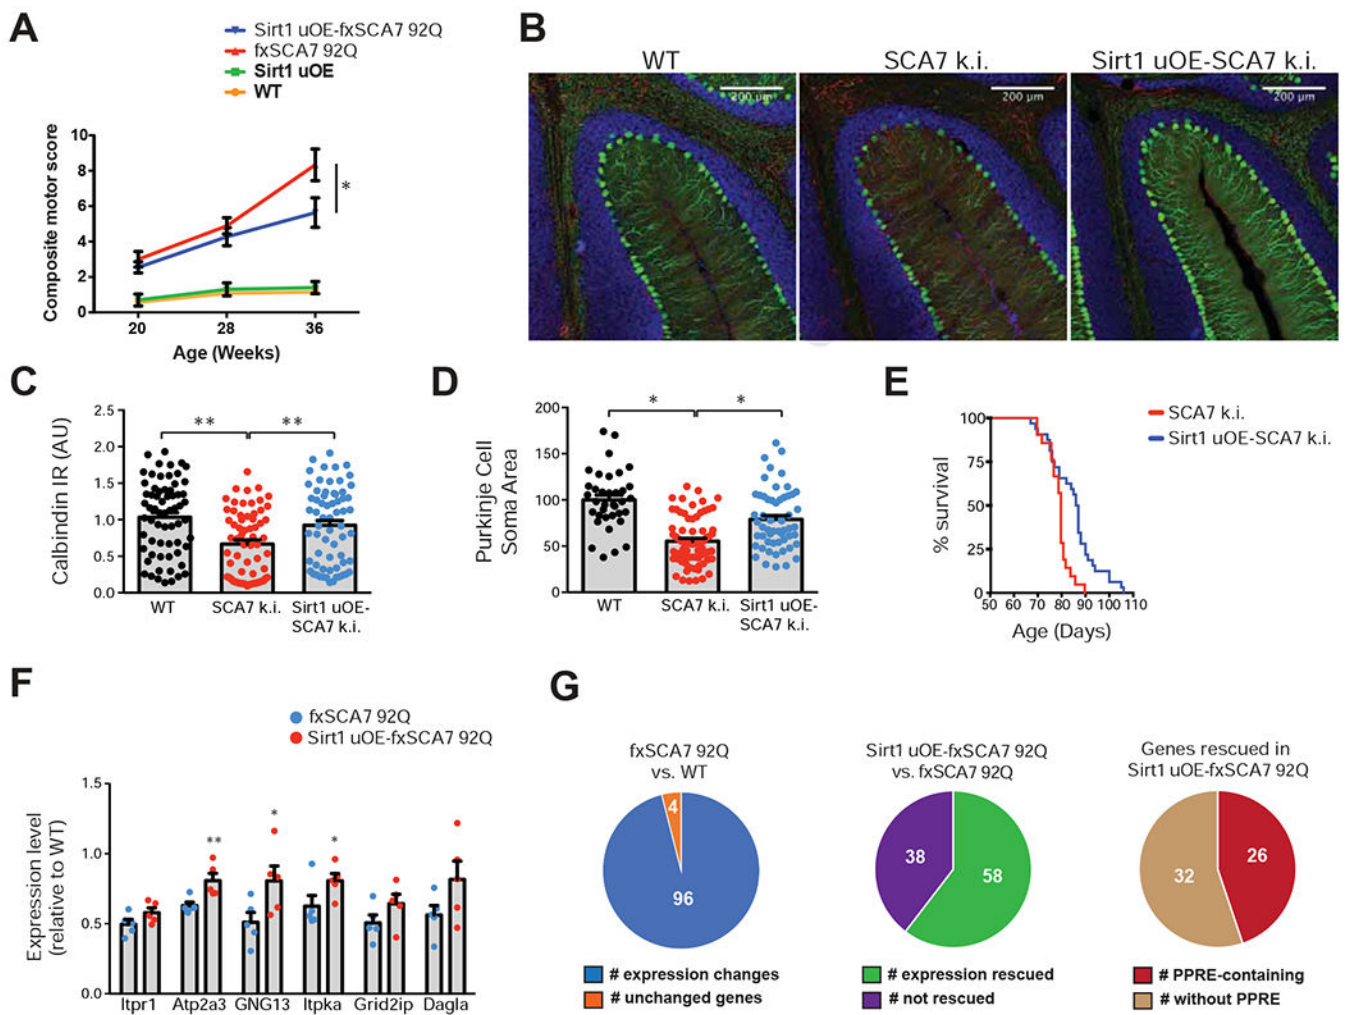 A
Sirt1 uOE-fxSCA7 92Q
fxSCA7 92Q
Sirt1 uOE
WT
Composite motor score
10
8
6
4
2
0
*
20 28 36
Age (Weeks)
B
WT SCA7 k.i. Sirt1 uOE-SCA7 k.i.
200 µm 200 µm 200 µm
C
Calbindin IR (AU)
2.5
2.0
1.5
1.0
0.5
0.0
** **
WT SCA7 k.i. Sirt1 uOE-
SCA7 k.i.
D
Purkinje Cell
Soma Area
200
150
100
50
0
* *
WT SCA7 k.i. Sirt1 uOE-
SCA7 k.i.
E
SCA7 k.i.
Sirt1 uOE-SCA7 k.i.
% survival
100
75
50
25
0
50 60 70 80 90 100 110
Age (Days)
F
fxSCA7 92Q
Sirt1 uOE-fxSCA7 92Q
Expression level
(relative to WT)
1.5
1.0
0.5
0.0
** * *
Itpr1 Atp2a3 GNG13 Itpka Grid2ip Dagla
G
fxSCA7 92Q
vs. WT
4
96
# expression changes
# unchanged genes
Sirt1 uOE-fxSCA7 92Q
vs. fxSCA7 92Q
38
58
# expression rescued
# not rescued
Genes rescued in
Sirt1 uOE-fxSCA7 92Q
32
26
# PPRE-containing
# without PPRE